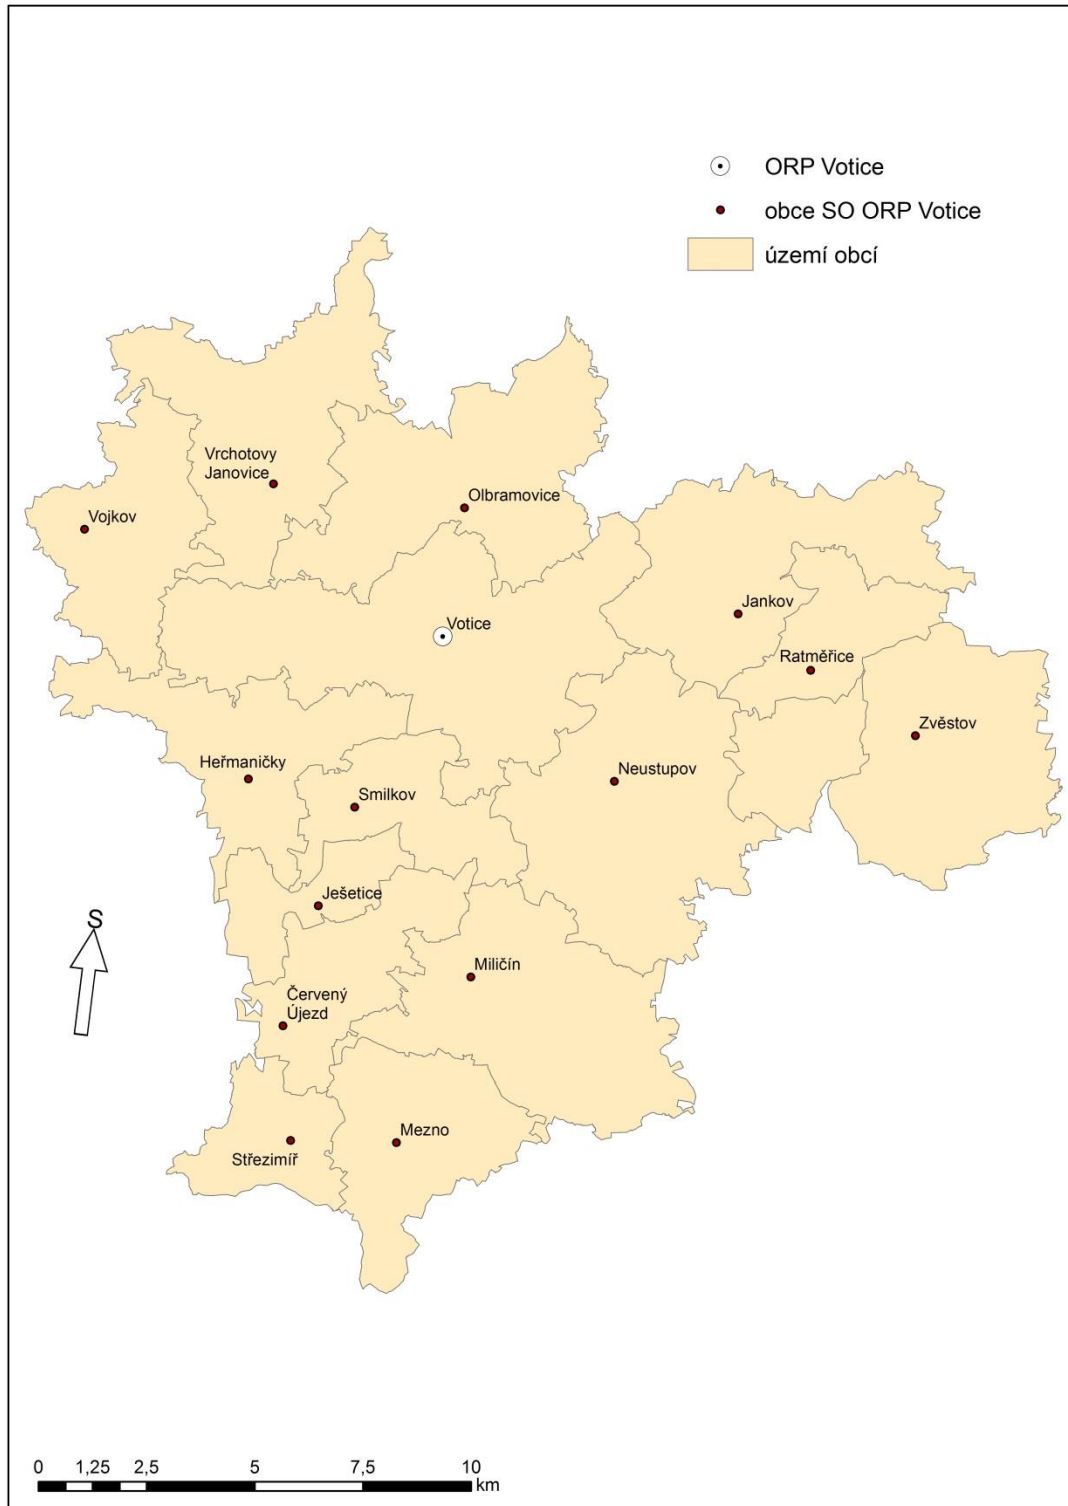 ORP Votice
obce SO ORP Votice
území obcí
Vrchotovy
Janovice
Olbramovice
Vojkov
Jankov
Votice
Ratměřice
Zvěstov
Heřmaničky
Neustupov
Smilkov
Ješetice
S
Miličín
Červený
Újezd
Mezno
Střezimíř
0 1,25 2,5 5 7,5 10
km